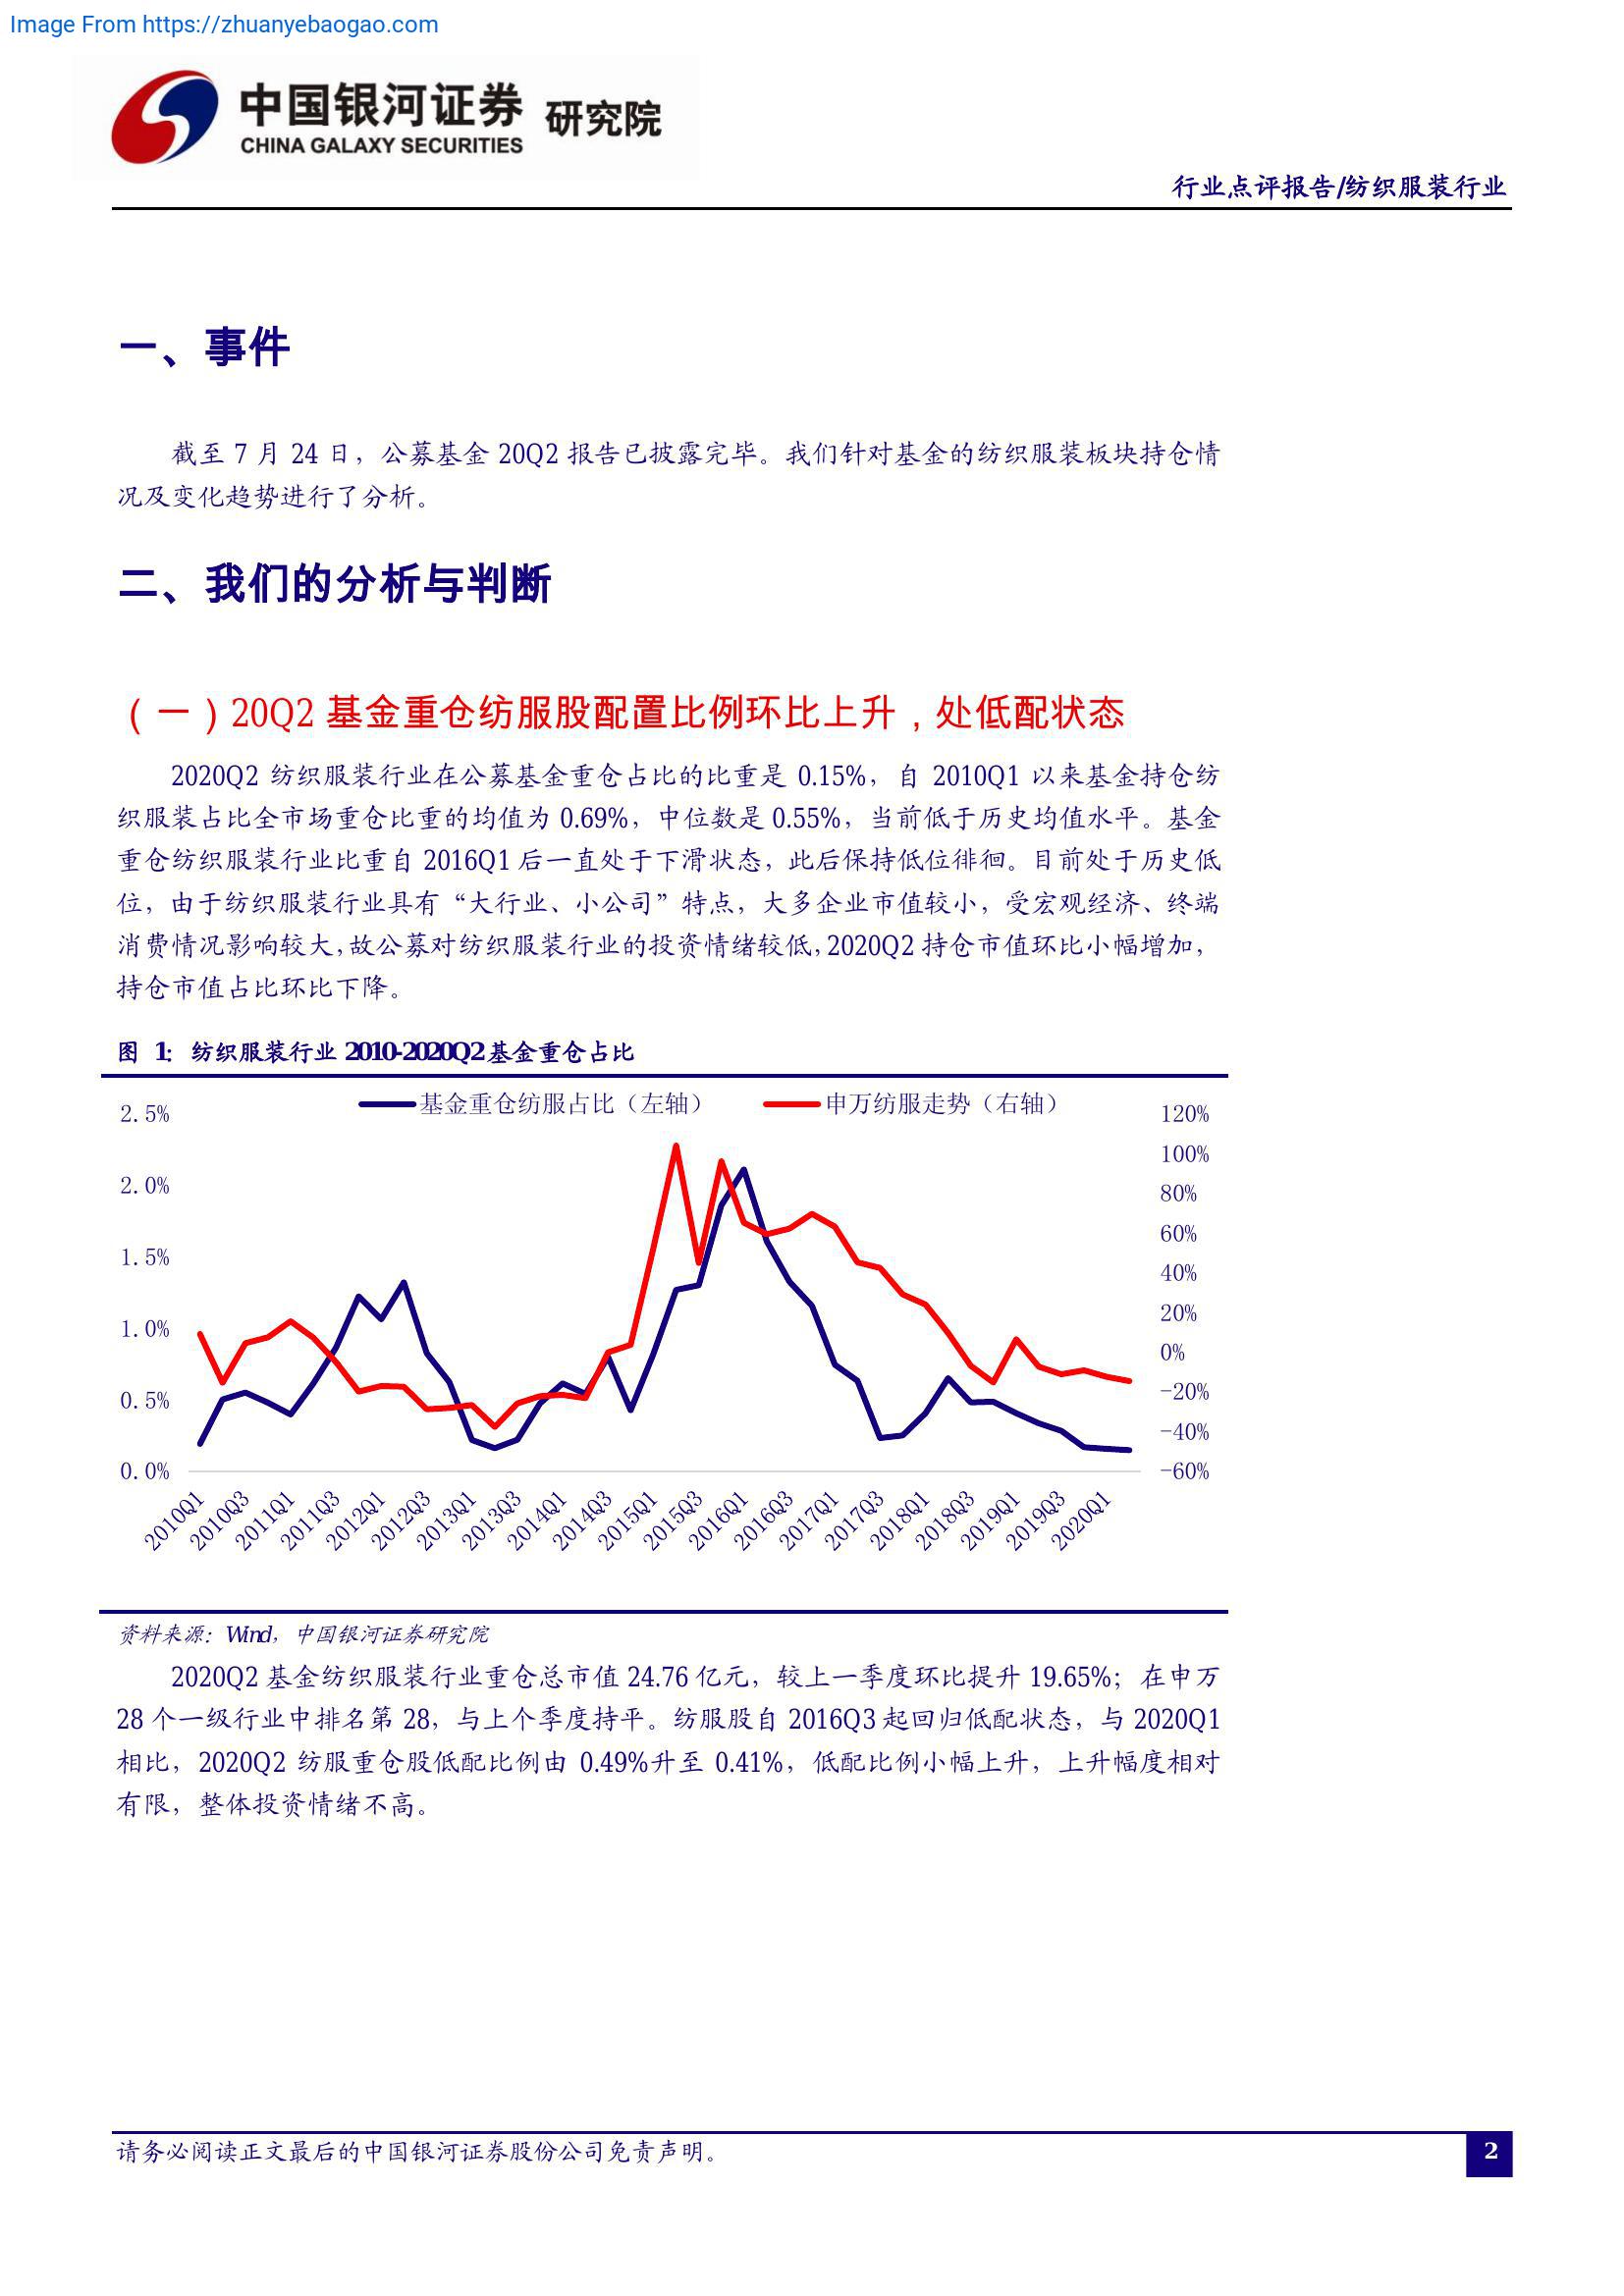 Image From https://zhuanyebaogao.com
中国银河证券 研究院
CHINA GALAXY SECURITIES
行业点评报告/纺织服装行业
一、事件
截至 7 月 24 日，公募基金 20Q2 报告已披露完毕。我们针对基金的纺织服装板块持仓情
况及变化趋势进行了分析。
二、我们的分析与判断
（一）20Q2 基金重仓纺服股配置比例环比上升，处低配状态
2020Q2 纺织服装行业在公募基金重仓占比的比重是 0.15%，自 2010Q1 以来基金持仓纺
织服装占比全市场重仓比重的均值为 0.69%，中位数是 0.55%，当前低于历史均值水平。基金
重仓纺织服装行业比重自 2016Q1 后一直处于下滑状态，此后保持低位徘徊。目前处于历史低
位，由于纺织服装行业具有“大行业、小公司”特点，大多企业市值较小，受宏观经济、终端
消费情况影响较大，故公募对纺织服装行业的投资情绪较低，2020Q2 持仓市值环比小幅增加，
持仓市值占比环比下降。
图 1：纺织服装行业 2010-2020Q2 基金重仓占比
基金重仓纺服占比（左轴） 申万纺服走势（右轴）
2.5%
2.0%
1.5%
1.0%
0.5%
0.0%
120%
100%
80%
60%
40%
20%
0%
-20%
-40%
-60%
2010Q1 2010Q3 2011Q1 2011Q3 2012Q1 2012Q3 2013Q1 2013Q3 2014Q1 2014Q3 2015Q1 2015Q3 2016Q1 2016Q3 2017Q1 2017Q3 2018Q1 2018Q3 2019Q1 2019Q3 2020Q1
资料来源：Wind，中国银河证券研究院
2020Q2 基金纺织服装行业重仓总市值 24.76 亿元，较上一季度环比提升 19.65%；在申万
28 个一级行业中排名第 28，与上个季度持平。纺服股自 2016Q3 起回归低配状态，与 2020Q1
相比，2020Q2 纺服重仓股低配比例由 0.49%升至 0.41%，低配比例小幅上升，上升幅度相对
有限，整体投资情绪不高。
请务必阅读正文最后的中国银河证券股份公司免责声明。
2